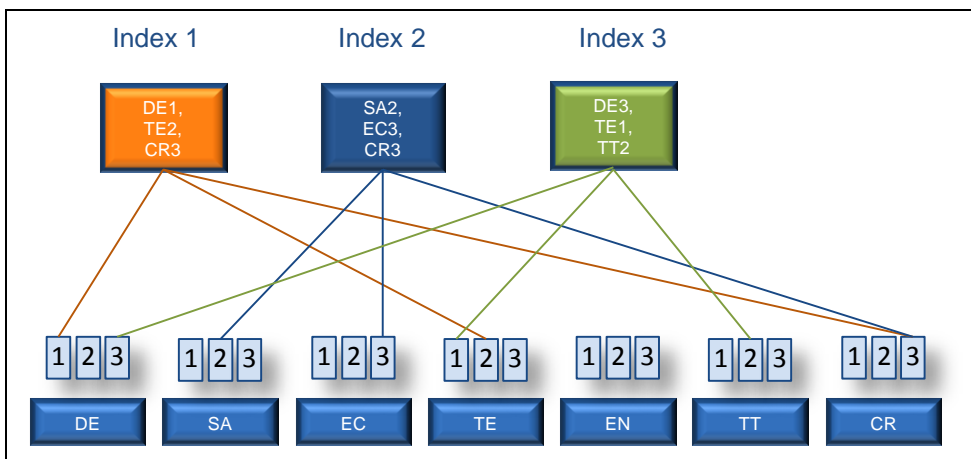 Index 1 Index 2 Index 3
DE1,
TE2,
CR3
SA2,
EC3,
CR3
DE3,
TE1,
TT2
1 2 3 1 2 3 1 2 3 1 2 3 1 2 3 1 2 3 1 2 3
DE SA EC TE EN TT CR